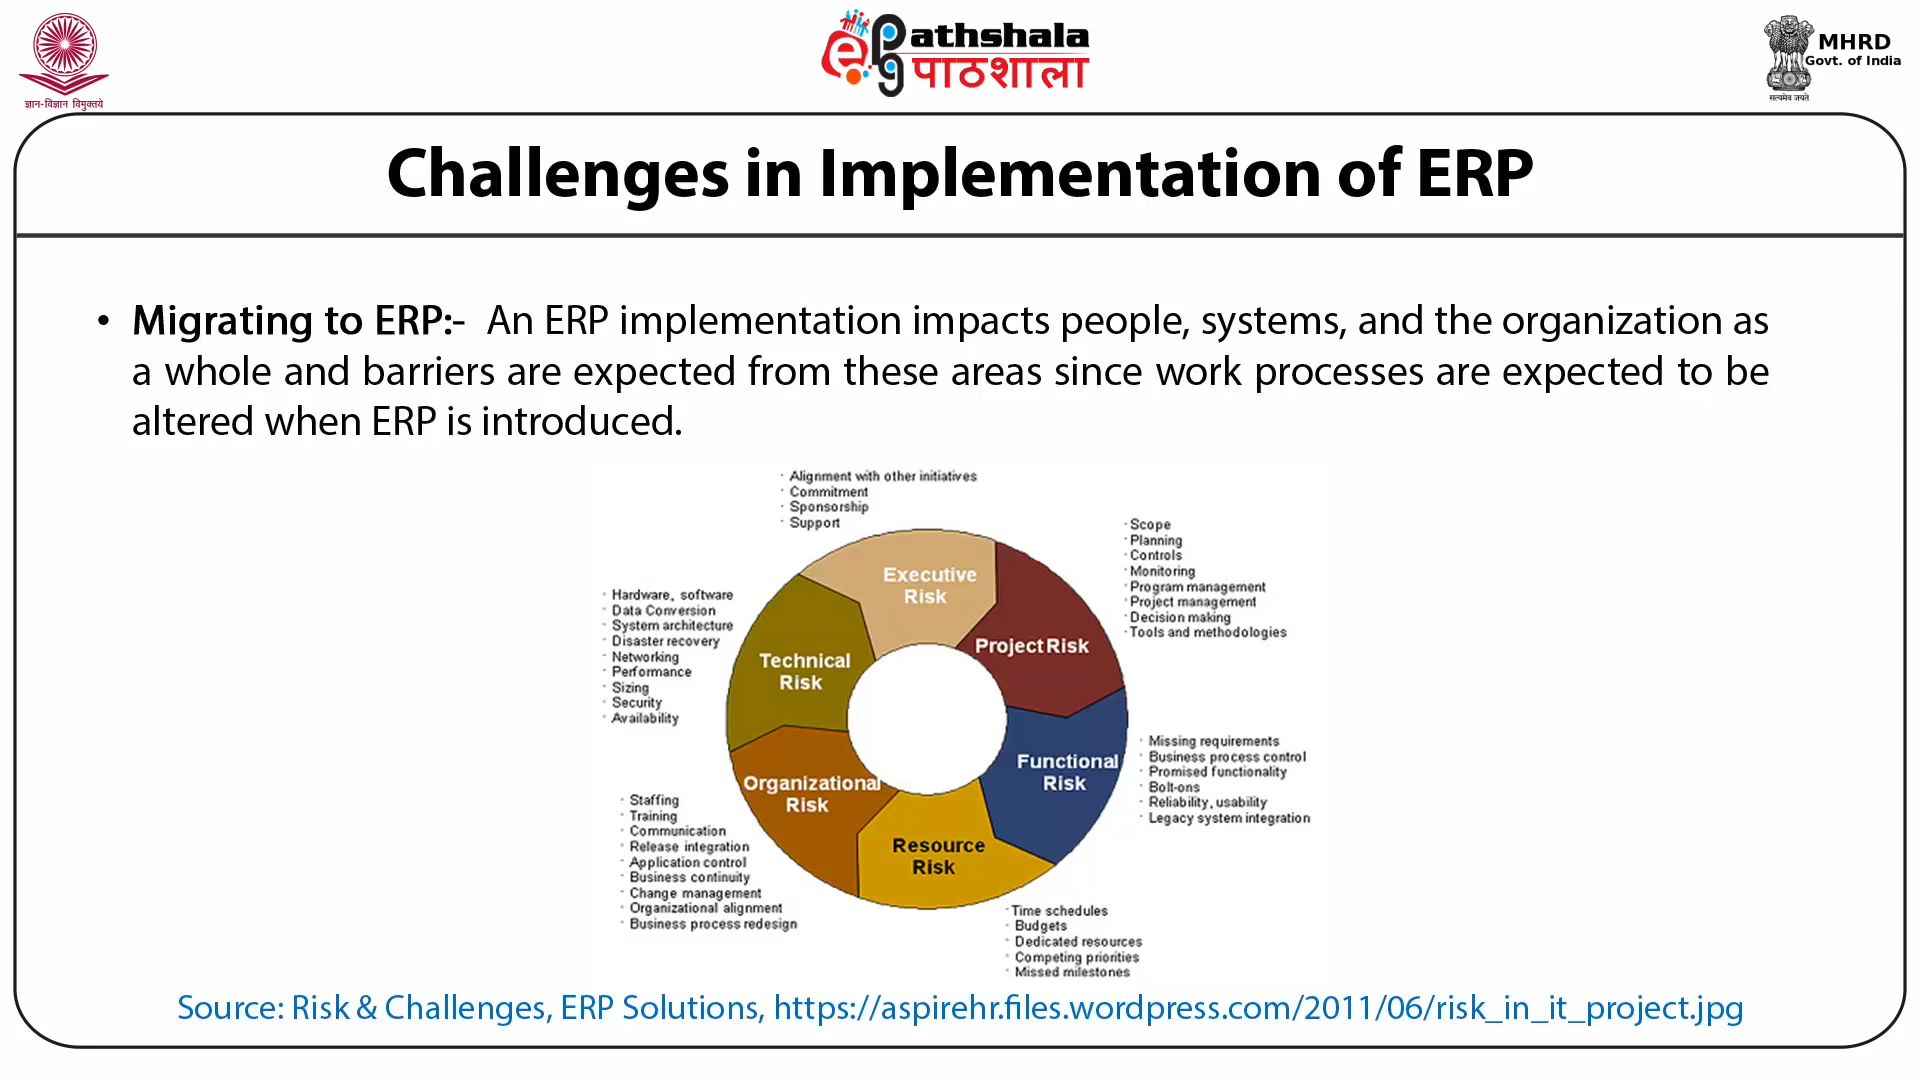 ज्ञान-विज्ञान विमुक्तये
ePathshala
पाठशाला
MHRD
Govt. of India
सत्यमेव जयते
Challenges in Implementation of ERP
• Migrating to ERP:- An ERP implementation impacts people, systems, and the organization as
a whole and barriers are expected from these areas since work processes are expected to be
altered when ERP is introduced.
· Alignment with other initiatives
· Commitment
· Sponsorship
· Support
Executive
Risk
· Scope
· Planning
· Controls
· Monitoring
· Program management
· Project management
· Decision making
· Tools and methodologies
Project Risk
· Hardware, software
· Data Conversion
· System architecture
· Disaster recovery
· Networking
· Performance
· Sizing
· Security
· Availability
Technical
Risk
· Missing requirements
· Business process control
· Promised functionality
· Bolt-ons
· Reliability, usability
· Legacy system integration
Functional
Risk
Organizational
Risk
· Staffing
· Training
· Communication
· Release integration
· Application control
· Business continuity
· Change management
· Organizational alignment
· Business process redesign
Resource
Risk
· Time schedules
· Budgets
· Dedicated resources
· Competing priorities
· Missed milestones
Source: Risk & Challenges, ERP Solutions, https://aspirehr.files.wordpress.com/2011/06/risk_in_it_project.jpg